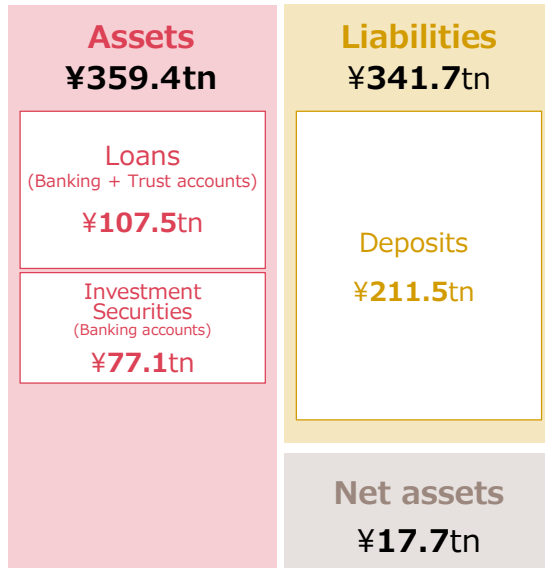 Assets
¥359.4tn
Loans
(Banking + Trust accounts)
¥107.5tn
Investment
Securities
(Banking accounts)
¥77.1tn
Liabilities
¥341.7tn
Deposits
¥211.5tn
Net assets
¥17.7tn